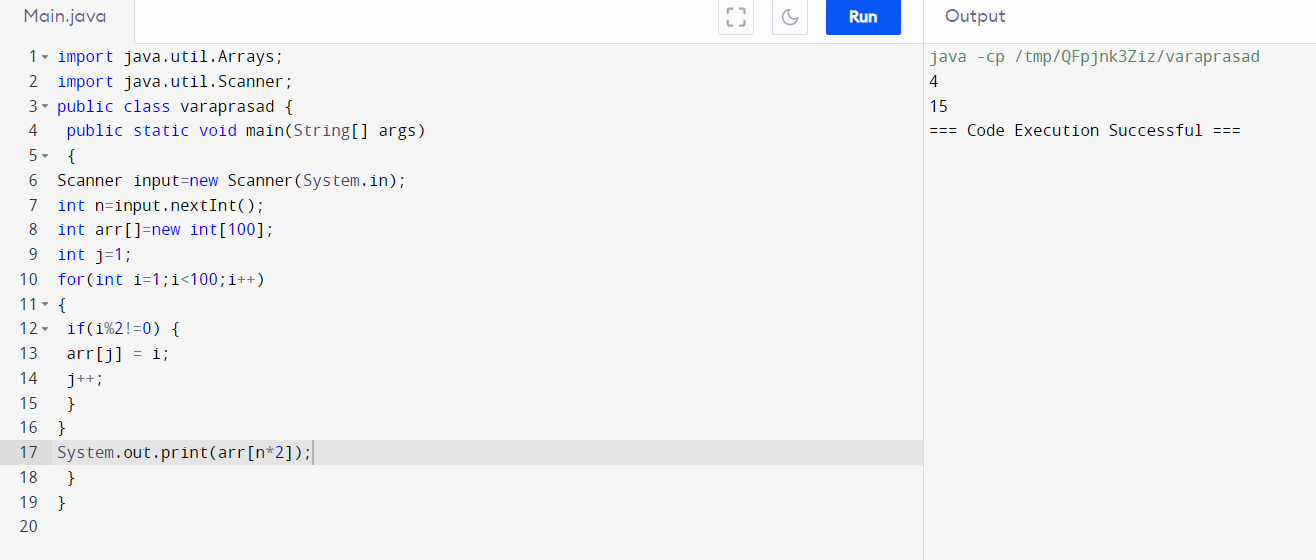 Main.java
Run
Output
1 import java.util.Arrays;
2 import java.util.Scanner;
3 public class varaprasad {
4 public static void main(String[] args)
5 {
6 Scanner input=new Scanner(System.in);
7 int n=input.nextInt();
8 int arr[]=new int[100];
9 int j=1;
10 for(int i=1;i<100;i++)
11 {
12 if(i%2!=0) {
13 arr[j] = i;
14 j++;
15 }
16 }
17 System.out.print(arr[n*2]);
18 }
19 }
20
java -cp /tmp/QFpjnk3Ziz/varaprasad
4
15
=== Code Execution Successful ===